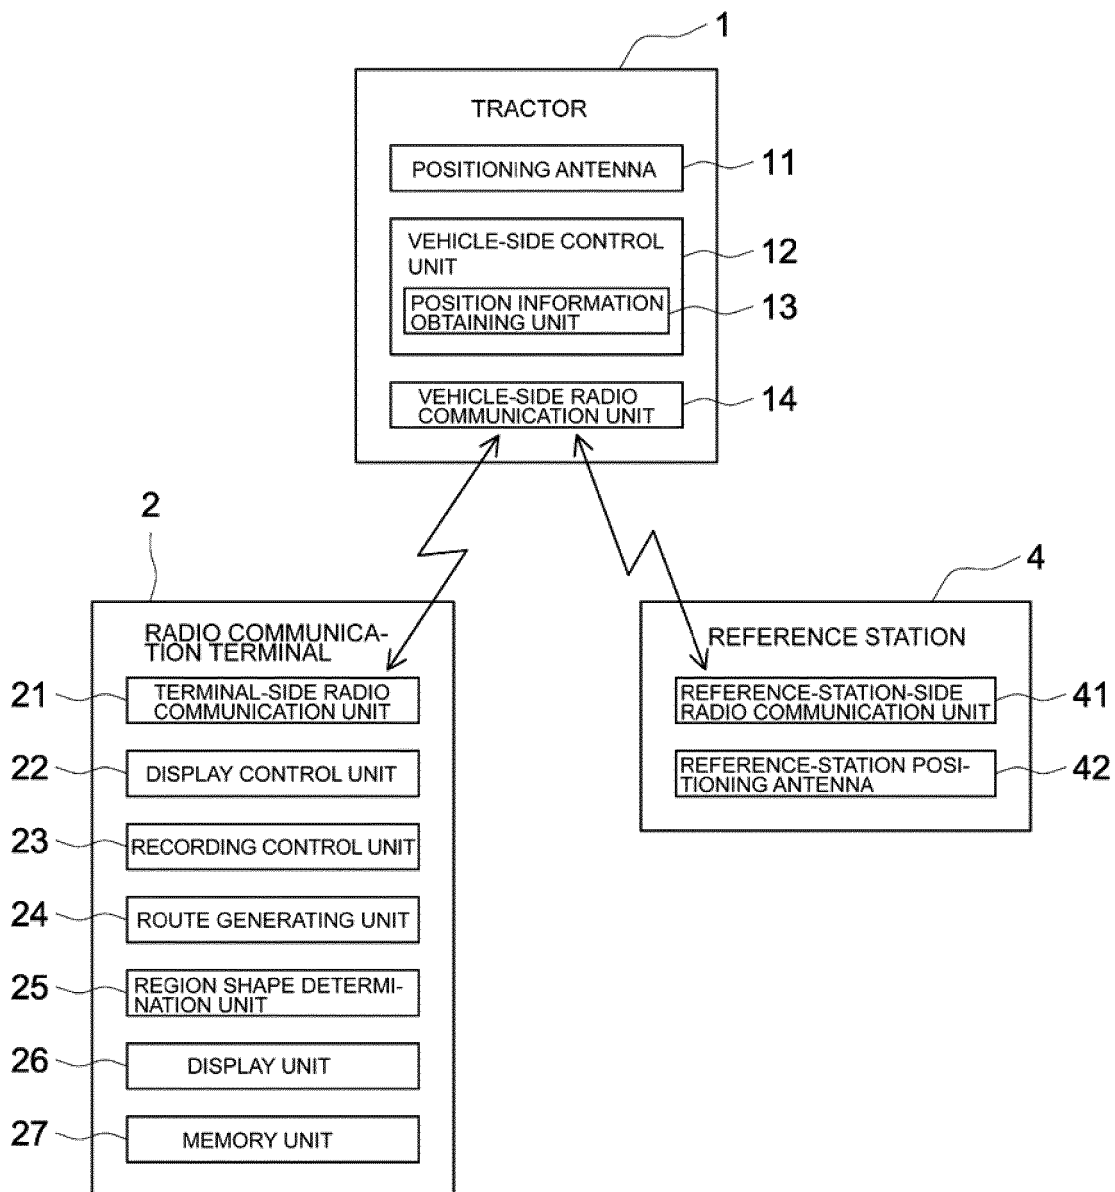 1
TRACTOR
POSITIONING ANTENNA
11
VEHICLE-SIDE CONTROL
UNIT
12
POSITION INFORMATION
OBTAINING UNIT
13
VEHICLE-SIDE RADIO
COMMUNICATION UNIT
14
2
RADIO COMMUNICA-
TION TERMINAL
21
TERMINAL-SIDE RADIO
COMMUNICATION UNIT
22
DISPLAY CONTROL UNIT
23
RECORDING CONTROL UNIT
24
ROUTE GENERATING UNIT
25
REGION SHAPE DETERMI-
NATION UNIT
26
DISPLAY UNIT
27
MEMORY UNIT
4
REFERENCE STATION
REFERENCE-STATION-SIDE
RADIO COMMUNICATION UNIT
41
REFERENCE-STATION POSI-
TIONING ANTENNA
42